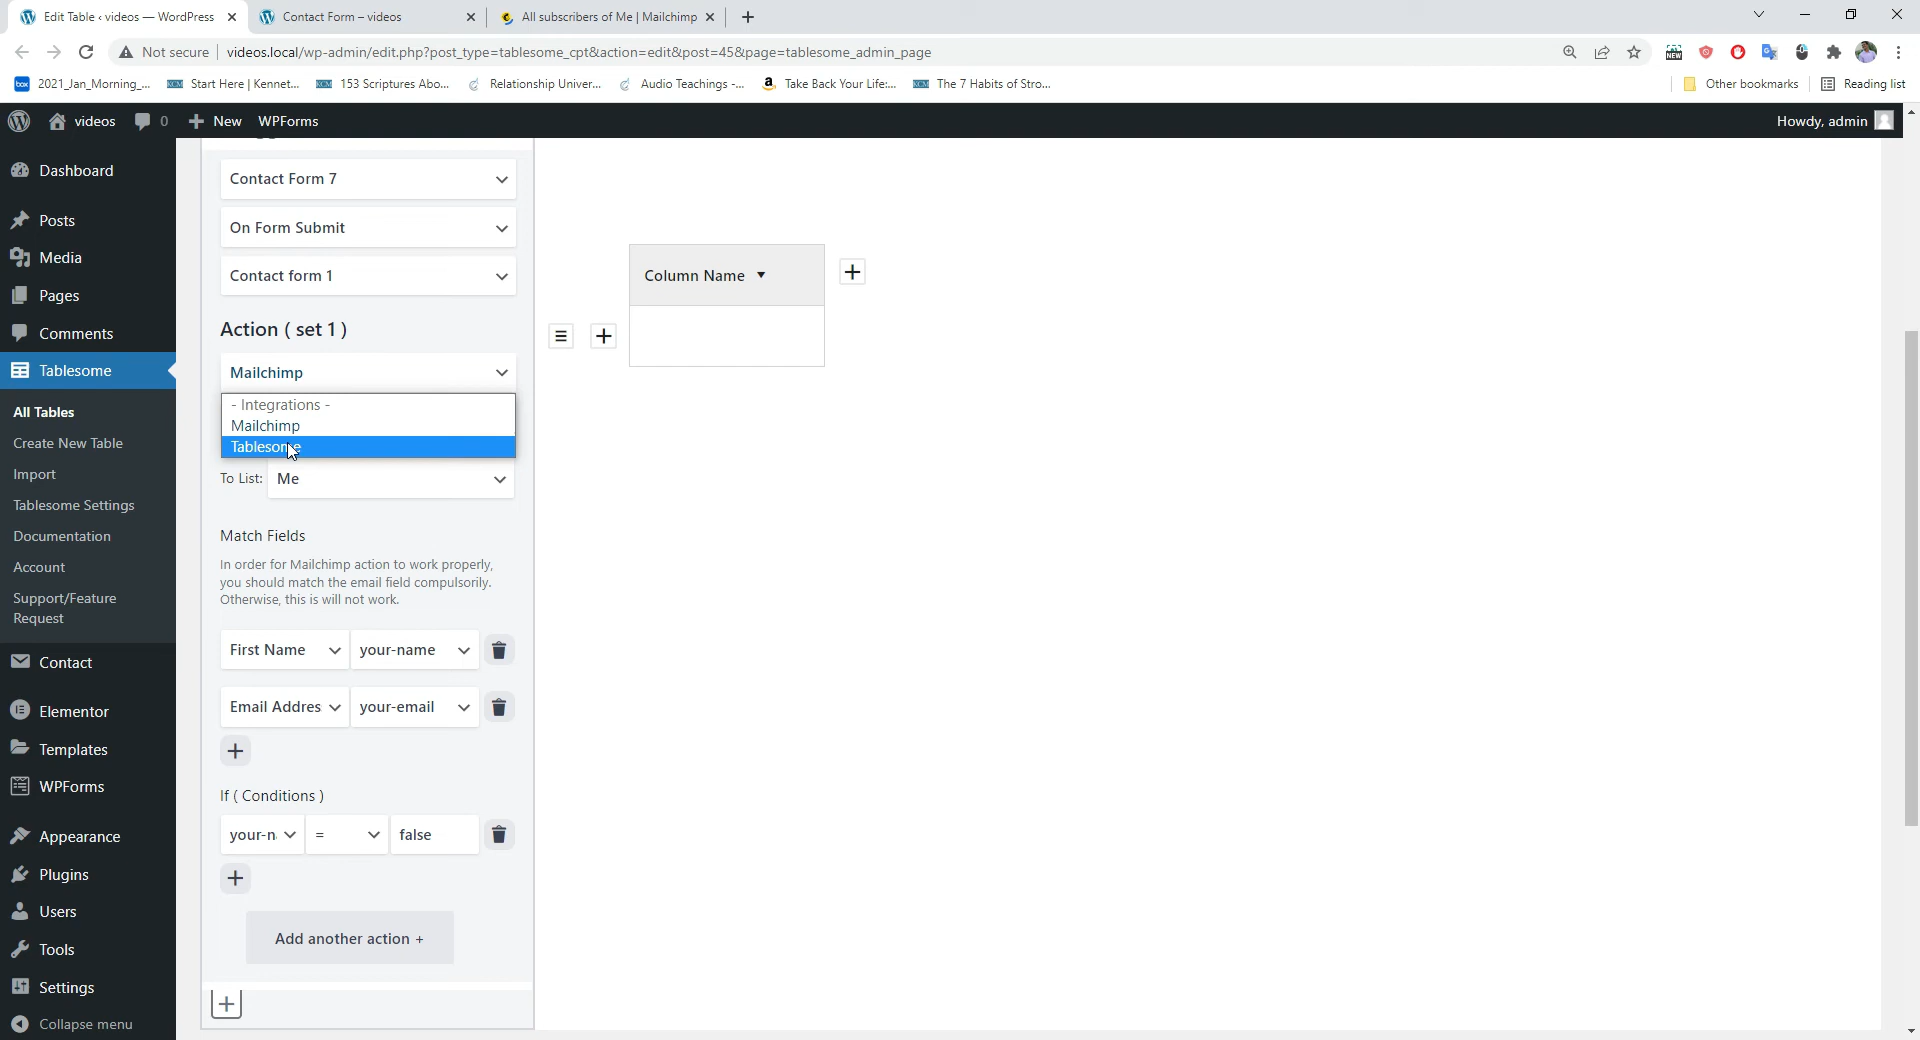 Edit Table ‹ videos — WordPress
Contact Form – videos
All subscribers of Me | Mailchimp
Not secure
videos.local/wp-admin/edit.php?post_type=tablesome_cpt&action=edit&post=45&page=tablesome_admin_page
NEW
box
2021_Jan_Morning_...
KCM
Start Here | Kennet...
KCM
153 Scriptures Abo...
Relationship Univer...
Audio Teachings -...
Take Back Your Life:...
KCM
The 7 Habits of Stro...
Other bookmarks
Reading list
videos
0
New
WPForms
Howdy, admin
Dashboard
Posts
Media
Pages
Comments
Tablesome
All Tables
Create New Table
Import
Tablesome Settings
Documentation
Account
Support/Feature
Request
Contact
Elementor
Templates
WPForms
Appearance
Plugins
Users
Tools
Settings
Collapse menu
Contact Form 7
On Form Submit
Contact form 1
Action ( set 1 )
Mailchimp
- Integrations -
Mailchimp
Tablesome
To List:
Me
Match Fields
In order for Mailchimp action to work properly,
you should match the email field compulsorily.
Otherwise, this is will not work.
First Name
your-name
Email Addres
your-email
If ( Conditions )
your-n
=
false
Add another action +
Column Name